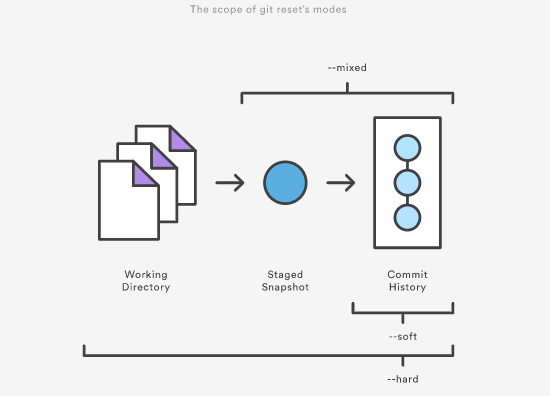 The scope of git reset's modes
--mixed
Working
Directory
Staged
Snapshot
Commit
History
--soft
--hard